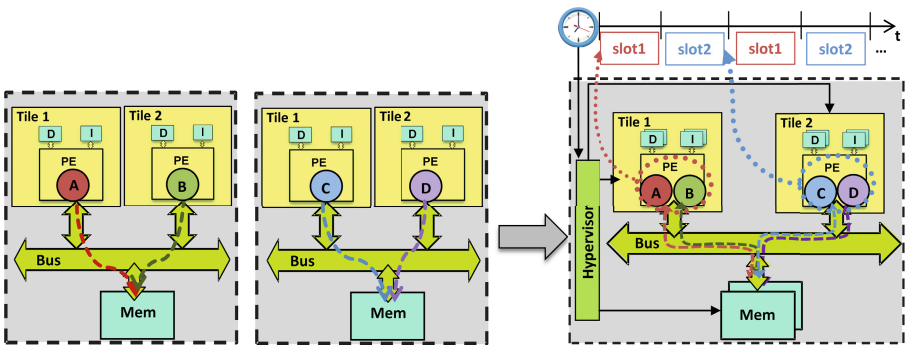 Tile 1
Tile 2
D
I
D
I
PE
PE
A
B
Bus
Mem
Tile 1
Tile 2
D
I
D
I
PE
PE
C
D
Bus
Mem
t
slot1
slot2
slot1
slot2
...
Tile 1
Tile 2
D
I
D
I
PE
PE
A
B
C
D
Hypervisor
Bus
Mem